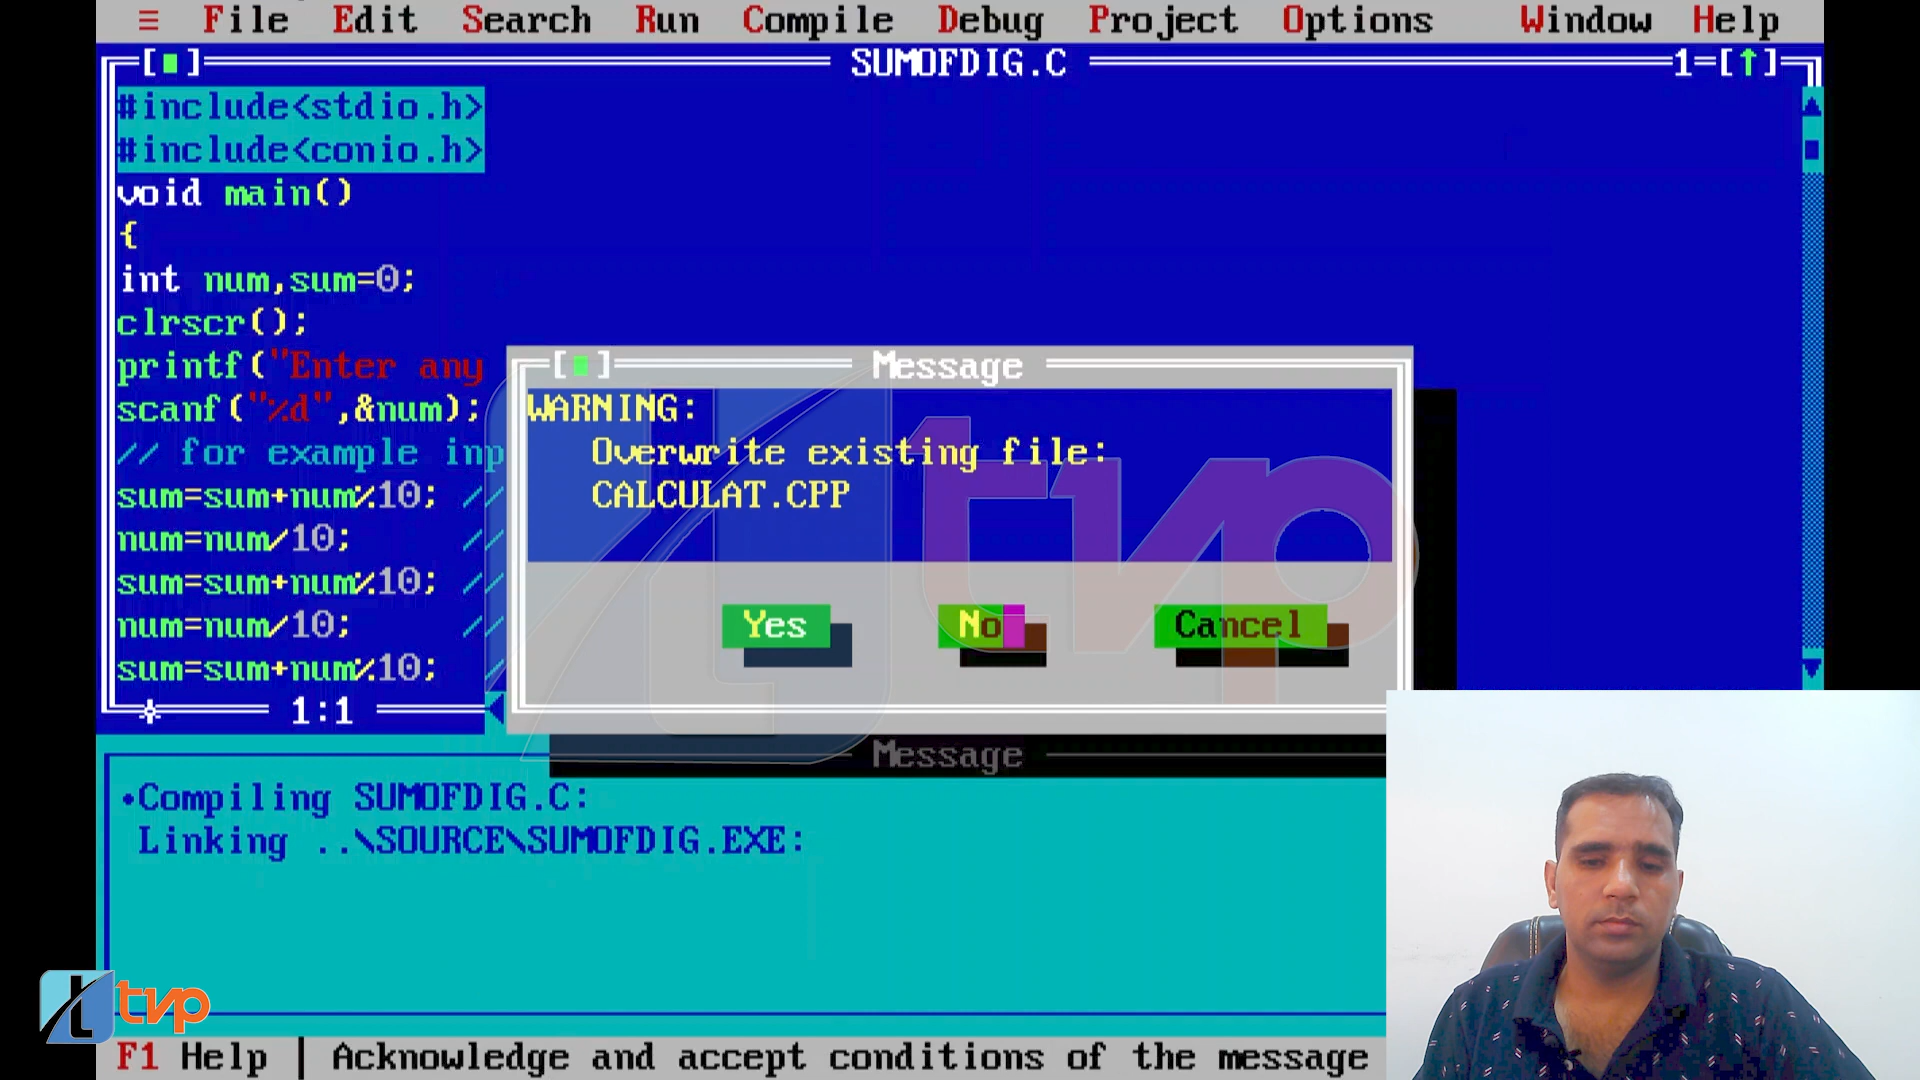 ≡ File Edit Search Run Compile Debug Project Options Window Help
[■] SUMOFDIG.C 1=[↑]
#include<stdio.h>
#include<conio.h>
void main()
{
int num,sum=0;
clrscr();
printf("Enter any
scanf("%d",&num);
// for example inp
sum=sum+num%10; //
num=num/10; //
sum=sum+num%10; //
num=num/10; //
sum=sum+num%10; //
1:1
[■] Message
WARNING:
Overwrite existing file:
CALCULAT.CPP
Yes No Cancel
tvp
Message
•Compiling SUMOFDIG.C:
Linking ..\SOURCE\SUMOFDIG.EXE:
tvp
F1 Help | Acknowledge and accept conditions of the message